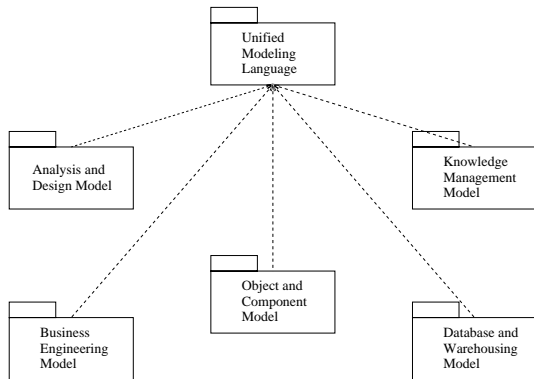 Unified
Modeling
Language
Analysis and
Design Model
Knowledge
Management
Model
Object and
Component
Model
Business
Engineering
Model
Database and
Warehousing
Model